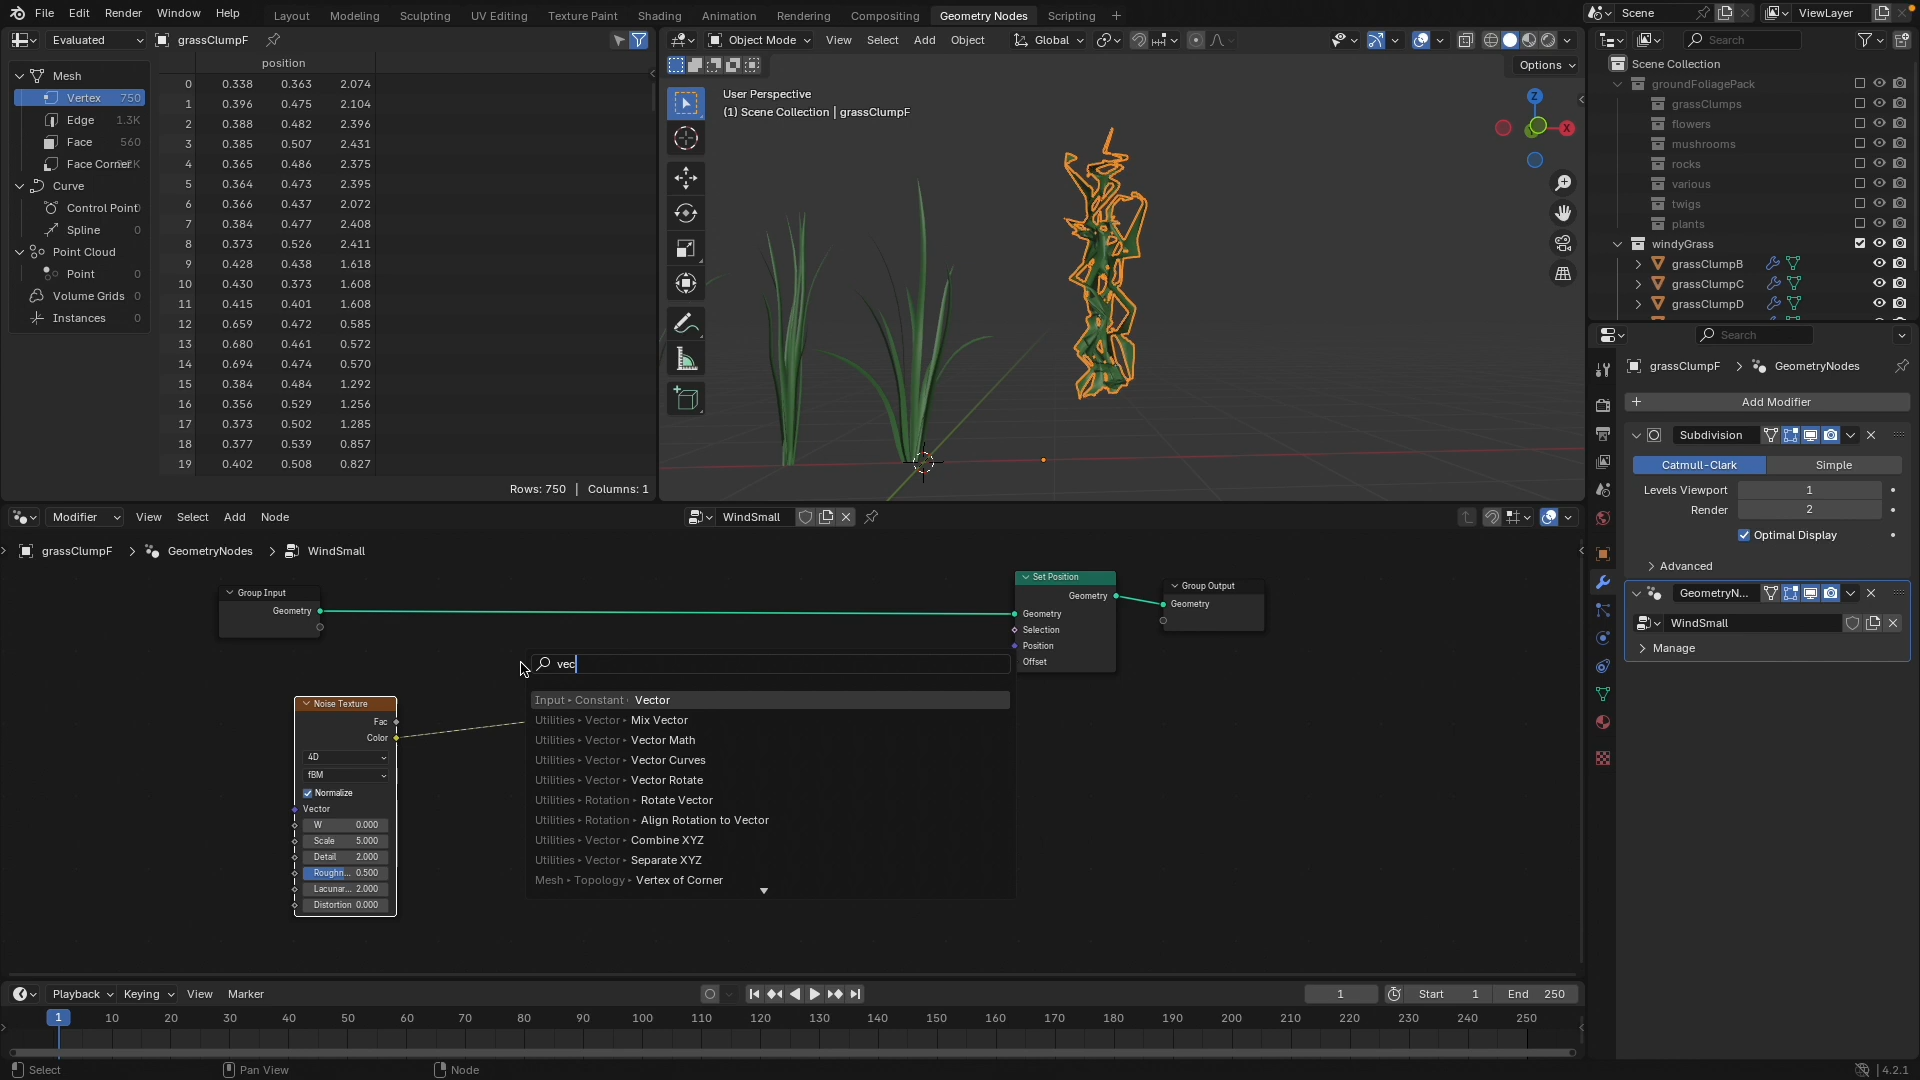 File Edit Render Window Help Layout Modeling Sculpting UV Editing Texture Paint Shading Animation Rendering Compositing Geometry Nodes Scripting + Scene ViewLayer
Evaluated grassClumpF
Object Mode View Select Add Object Global
Search
position
Options
Mesh
Vertex 750
Edge 1.3K
Face 560
Face Corner
Curve
Control Point
Spline 0
Point Cloud
Point 0
Volume Grids 0
Instances 0
0 0.338 0.363 2.074
1 0.396 0.475 2.104
2 0.388 0.482 2.396
3 0.385 0.507 2.431
4 0.365 0.486 2.375
5 0.364 0.473 2.395
6 0.366 0.437 2.072
7 0.384 0.477 2.408
8 0.373 0.526 2.411
9 0.428 0.438 1.618
10 0.430 0.373 1.608
11 0.415 0.401 1.608
12 0.659 0.472 0.585
13 0.680 0.461 0.572
14 0.694 0.474 0.570
15 0.384 0.484 1.292
16 0.356 0.529 1.256
17 0.373 0.502 1.285
18 0.377 0.539 0.857
19 0.402 0.508 0.827
Rows: 750 | Columns: 1
User Perspective
(1) Scene Collection | grassClumpF
Z
X
Scene Collection
groundFoliagePack
grassClumps
flowers
mushrooms
rocks
various
twigs
plants
windyGrass
grassClumpB
grassClumpC
grassClumpD
Search
grassClumpF > GeometryNodes
+ Add Modifier
Subdivision
Catmull-Clark Simple
Levels Viewport 1
Render 2
Optimal Display
Advanced
GeometryN...
WindSmall
Manage
Modifier View Select Add Node WindSmall
grassClumpF > GeometryNodes > WindSmall
Group Input
Geometry
Set Position
Geometry
Geometry
Selection
Position
Offset
Group Output
Geometry
Noise Texture
Fac
Color
4D
fBM
Normalize
Vector
W 0.000
Scale 5.000
Detail 2.000
Roughn... 0.500
Lacunar... 2.000
Distortion 0.000
vec
Input ▸ Constant ▸ Vector
Utilities ▸ Vector ▸ Mix Vector
Utilities ▸ Vector ▸ Vector Math
Utilities ▸ Vector ▸ Vector Curves
Utilities ▸ Vector ▸ Vector Rotate
Utilities ▸ Rotation ▸ Rotate Vector
Utilities ▸ Rotation ▸ Align Rotation to Vector
Utilities ▸ Vector ▸ Combine XYZ
Utilities ▸ Vector ▸ Separate XYZ
Mesh ▸ Topology ▸ Vertex of Corner
Playback Keying View Marker 1 Start 1 End 250
1 10 20 30 40 50 60 70 80 90 100 110 120 130 140 150 160 170 180 190 200 210 220 230 240 250
Select Pan View Node 4.2.1